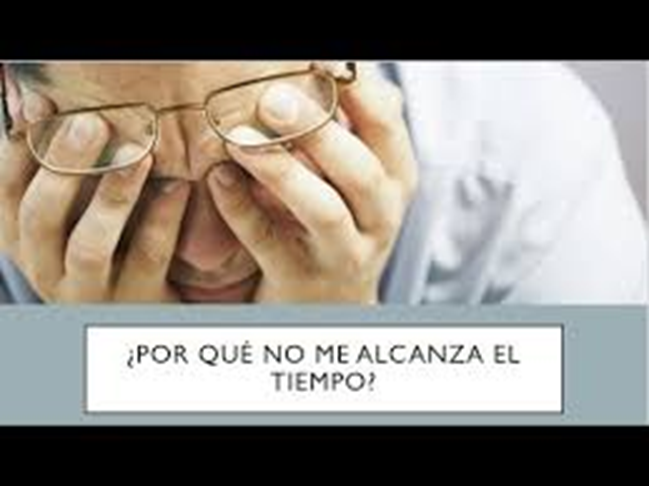 ¿POR QUÉ NO ME ALCANZA EL
TIEMPO?